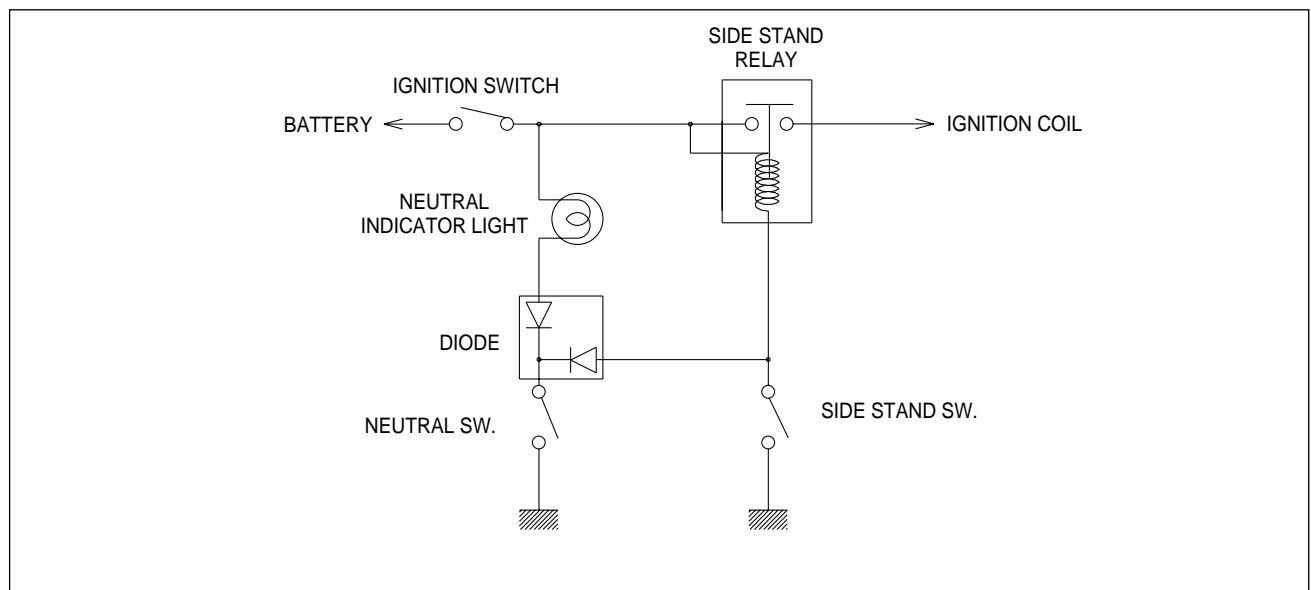 SIDE STAND
RELAY
IGNITION SWITCH
BATTERY
IGNITION COIL
NEUTRAL
INDICATOR LIGHT
DIODE
NEUTRAL SW.
SIDE STAND SW.